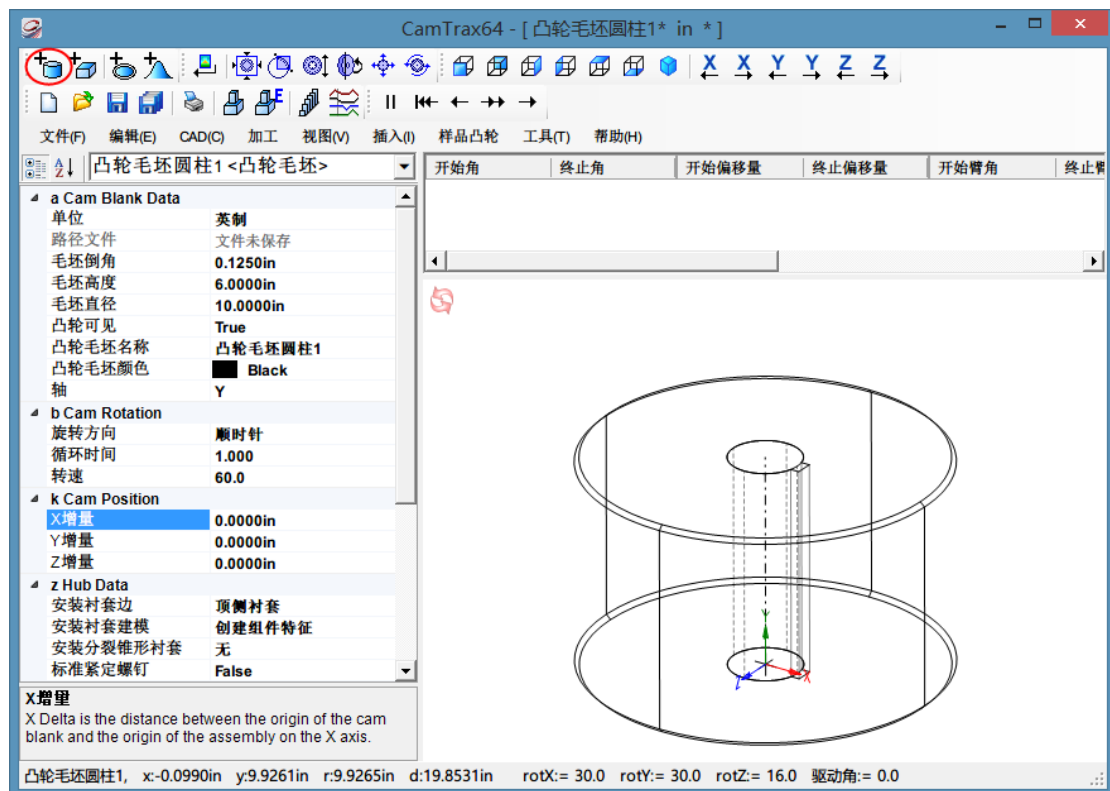 CamTrax64 - [ 凸轮毛坯圆柱1* in * ]
X X Y Y Z Z
E
文件(F) 编辑(E) CAD(C) 加工 视图(V) 插入(I) 样品凸轮 工具(T) 帮助(H)
凸轮毛坯圆柱1 <凸轮毛坯>
开始角 终止角 开始偏移量 终止偏移量 开始臂角 终止臂
a Cam Blank Data
单位 英制
路径文件 文件未保存
毛坯倒角 0.1250in
毛坯高度 6.0000in
毛坯直径 10.0000in
凸轮可见 True
凸轮毛坯名称 凸轮毛坯圆柱1
凸轮毛坯颜色 Black
轴 Y
b Cam Rotation
旋转方向 顺时针
循环时间 1.000
转速 60.0
k Cam Position
X增量 0.0000in
Y增量 0.0000in
Z增量 0.0000in
z Hub Data
安装衬套边 顶侧衬套
安装衬套建模 创建组件特征
安装分裂锥形衬套 无
标准紧定螺钉 False
X增量
X Delta is the distance between the origin of the cam
blank and the origin of the assembly on the X axis.
Y
Z X
凸轮毛坯圆柱1, x:-0.0990in y:9.9261in r:9.9265in d:19.8531in rotX:= 30.0 rotY:= 30.0 rotZ:= 16.0 驱动角:= 0.0